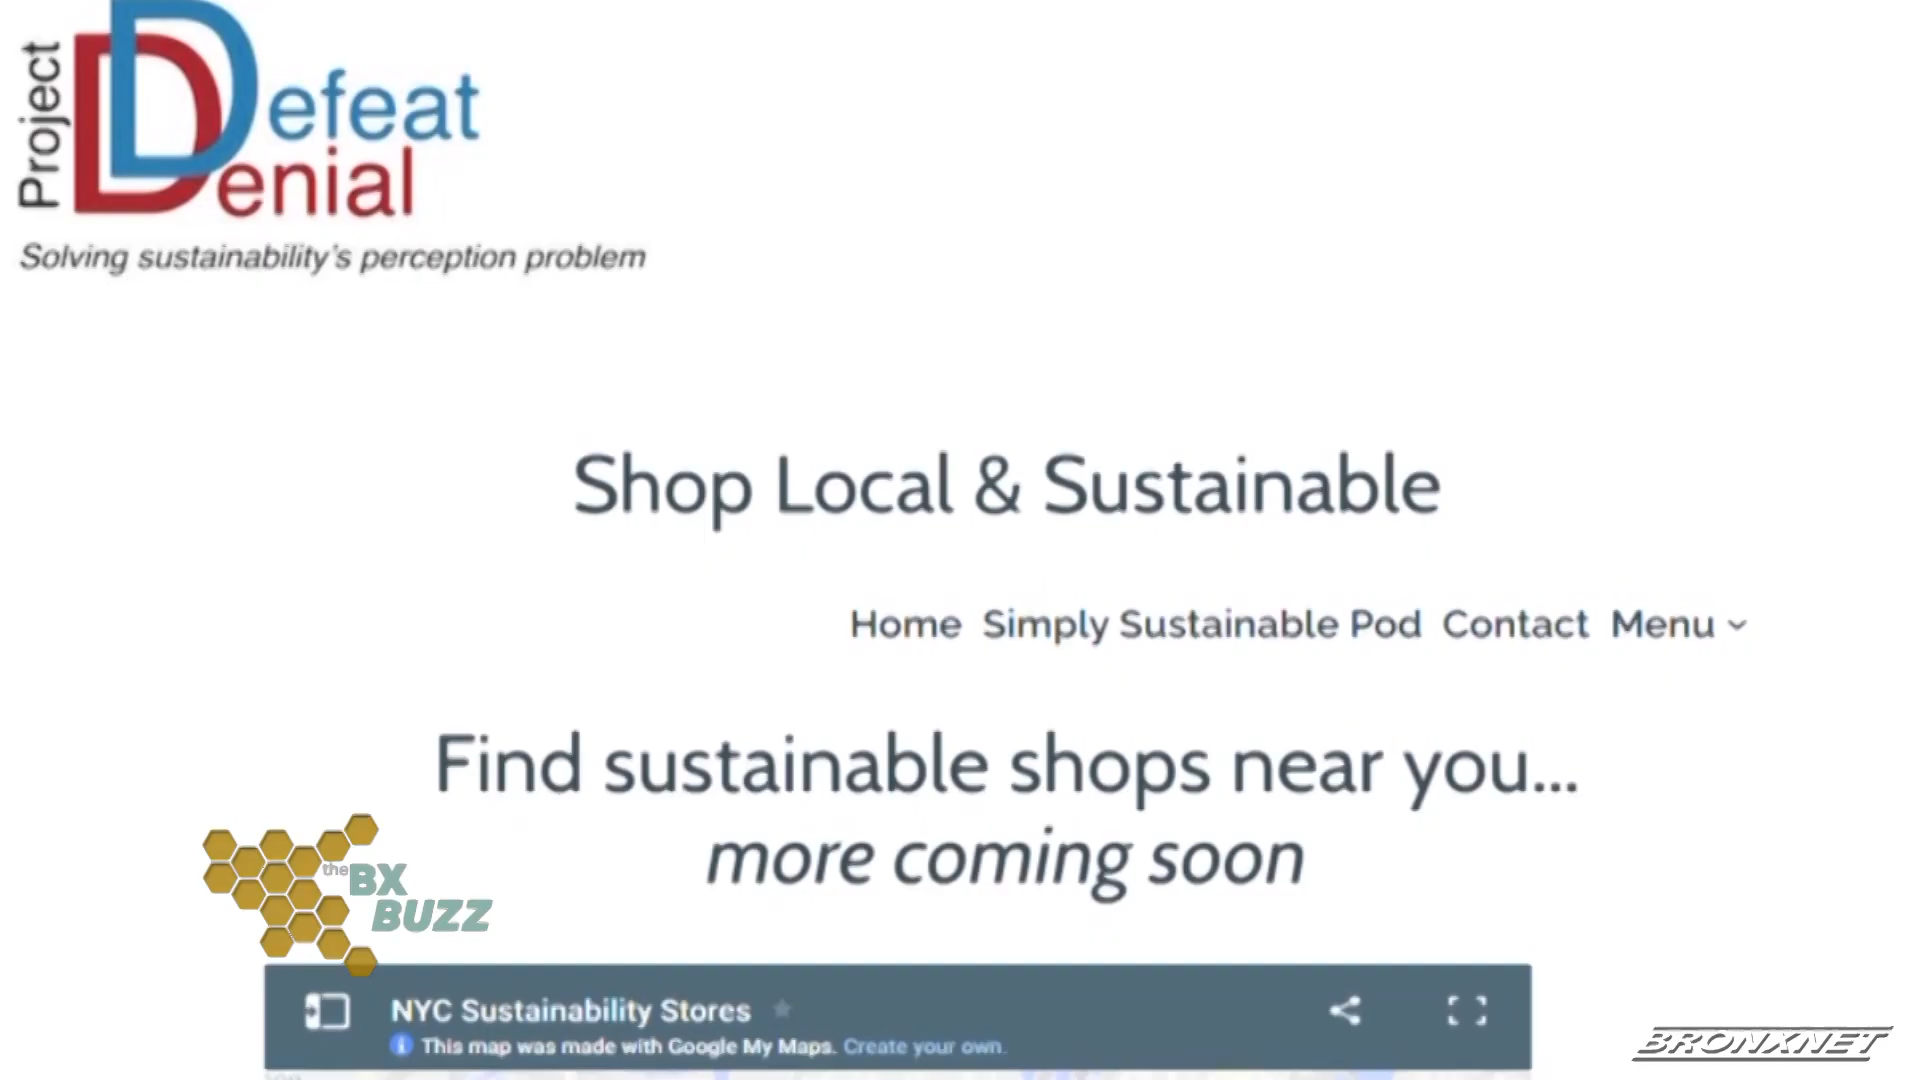 Project
Defeat
Denial
Solving sustainability's perception problem
Shop Local & Sustainable
Home Simply Sustainable Pod Contact Menu
Find sustainable shops near you...
more coming soon
the BX
BUZZ
NYC Sustainability Stores
This map was made with Google My Maps. Create your own.
BRONXNET